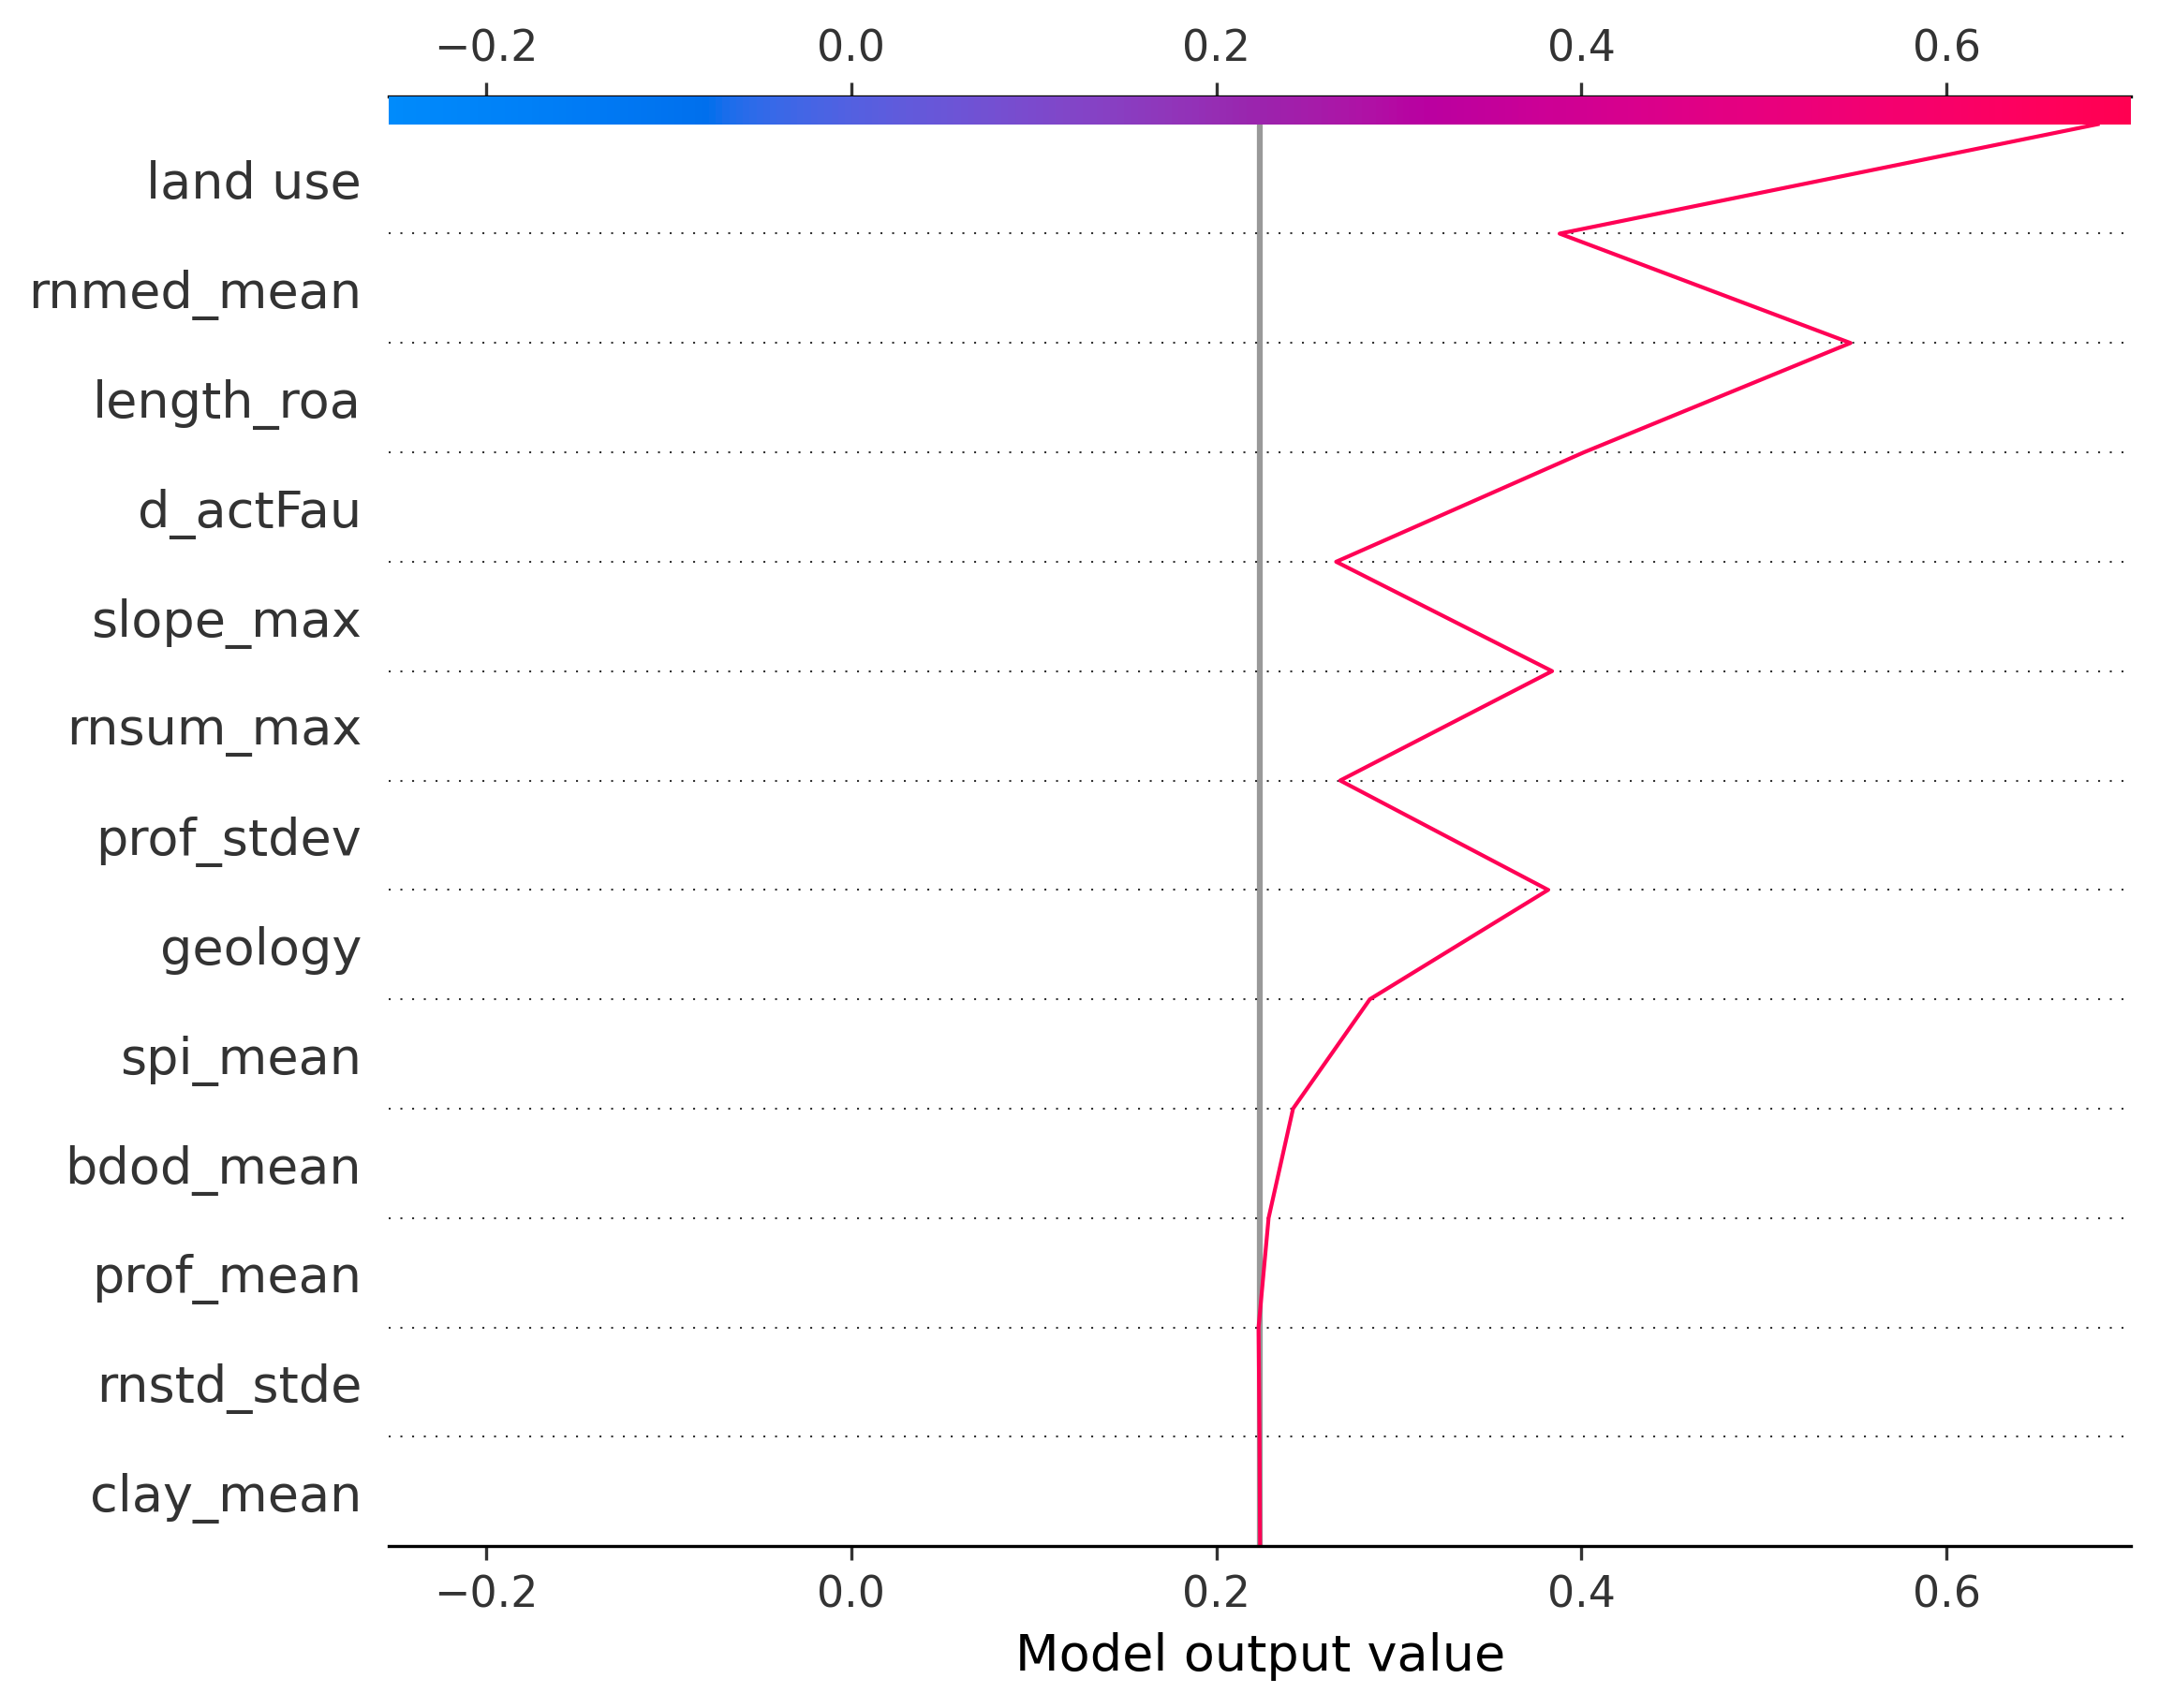 −0.2 0.0 0.2 0.4 0.6
land use
rnmed_mean
length_roa
d_actFau
slope_max
rnsum_max
prof_stdev
geology
spi_mean
bdod_mean
prof_mean
rnstd_stde
clay_mean
−0.2 0.0 0.2 0.4 0.6
Model output value